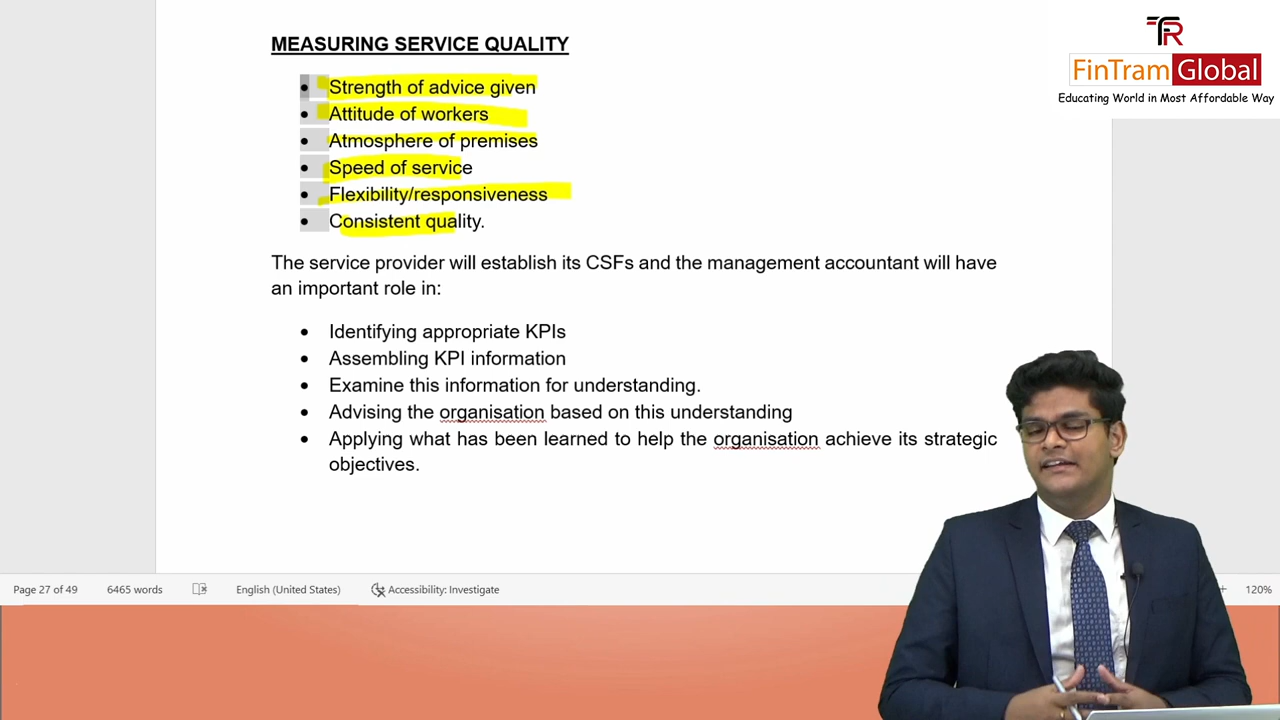 MEASURING SERVICE QUALITY
• Strength of advice given
• Attitude of workers
• Atmosphere of premises
• Speed of service
• Flexibility/responsiveness
• Consistent quality.
The service provider will establish its CSFs and the management accountant will have
an important role in:
• Identifying appropriate KPIs
• Assembling KPI information
• Examine this information for understanding.
• Advising the organisation based on this understanding
• Applying what has been learned to help the organisation achieve its strategic
objectives.
TR
FinTram Global
Educating World in Most Affordable Way
Page 27 of 49 6465 words English (United States) Accessibility: Investigate + 120%